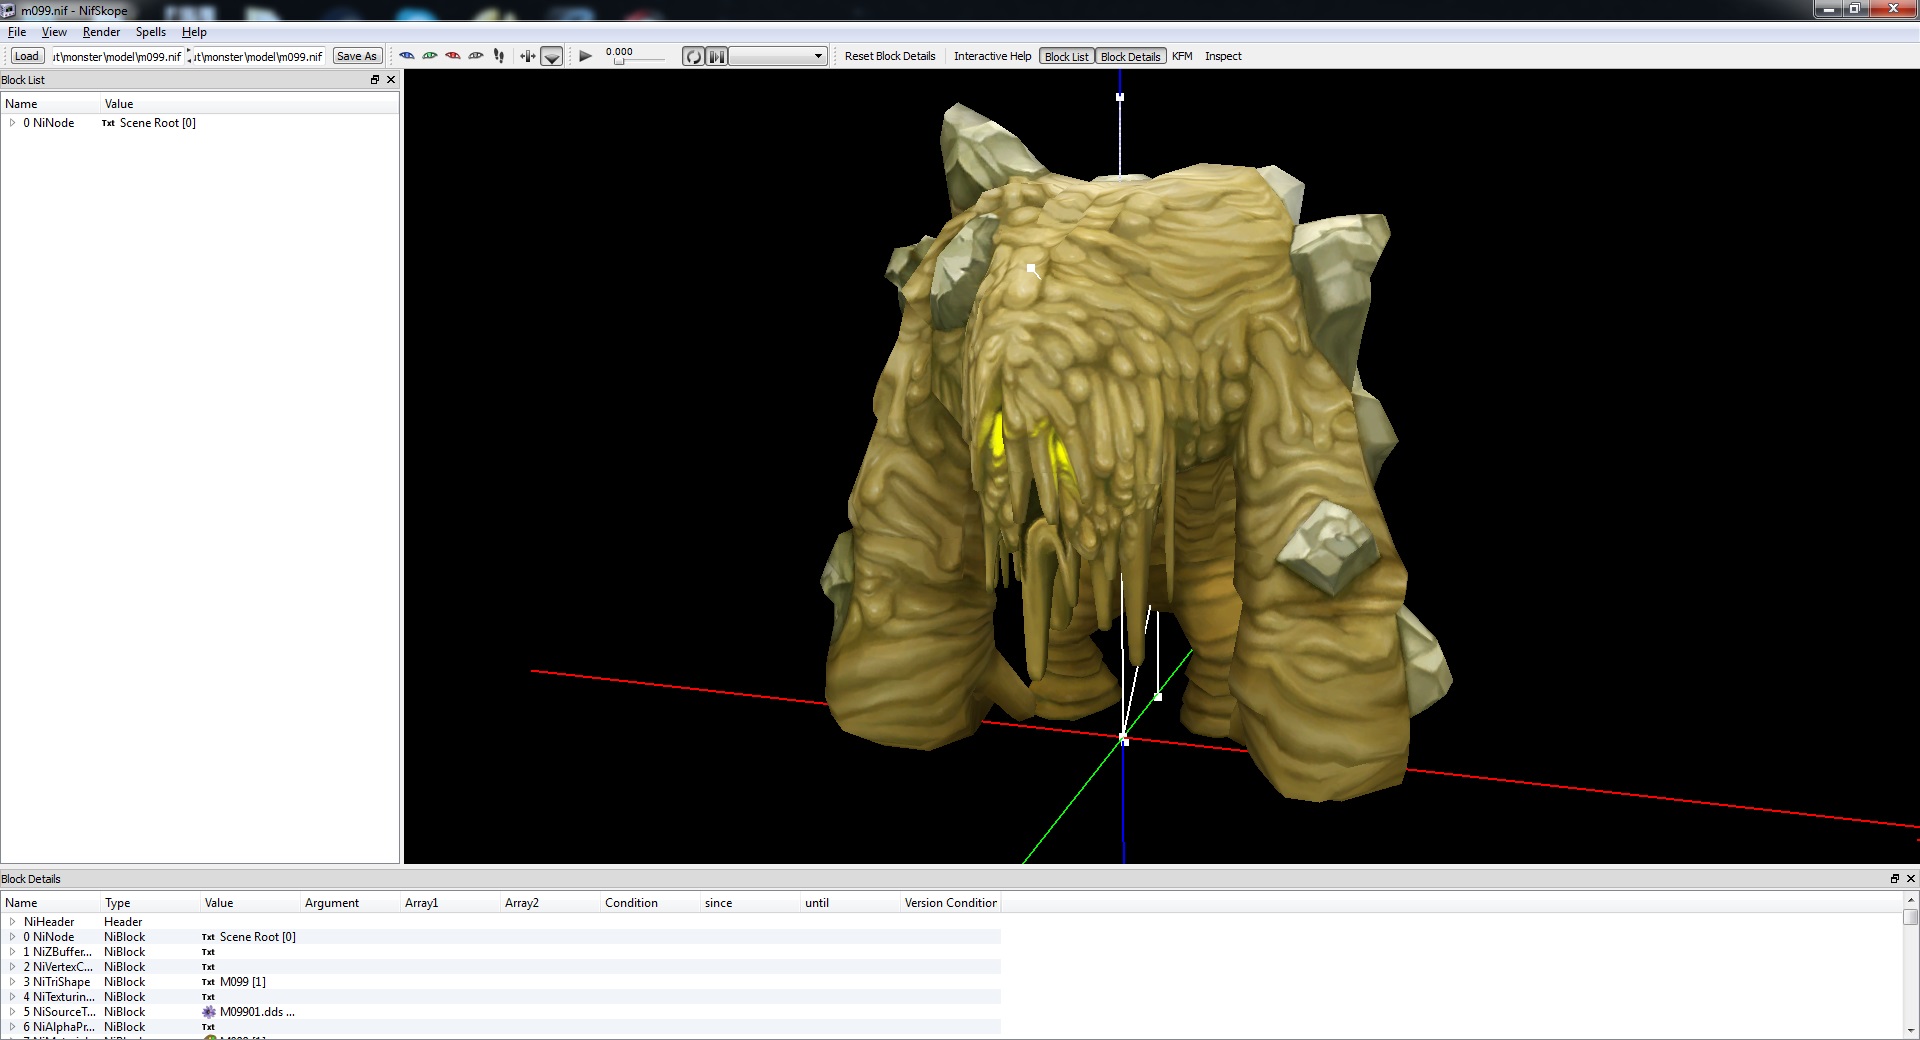 m099.nif - NifSkope
File View Render Spells Help
Load ut\monster\model\m099.nif ut\monster\model\m099.nif Save As 0.000 Reset Block Details Interactive Help Block List Block Details KFM Inspect
Block List
Name Value
0 NiNode Txt Scene Root [0]
Block Details
Name Type Value Argument Array1 Array2 Condition since until Version Condition
NiHeader Header
0 NiNode NiBlock Txt Scene Root [0]
1 NiZBuffer... NiBlock Txt
2 NiVertexC... NiBlock Txt
3 NiTriShape NiBlock Txt M099 [1]
4 NiTexturin... NiBlock Txt
5 NiSourceT... NiBlock M09901.dds ...
6 NiAlphaPr... NiBlock Txt